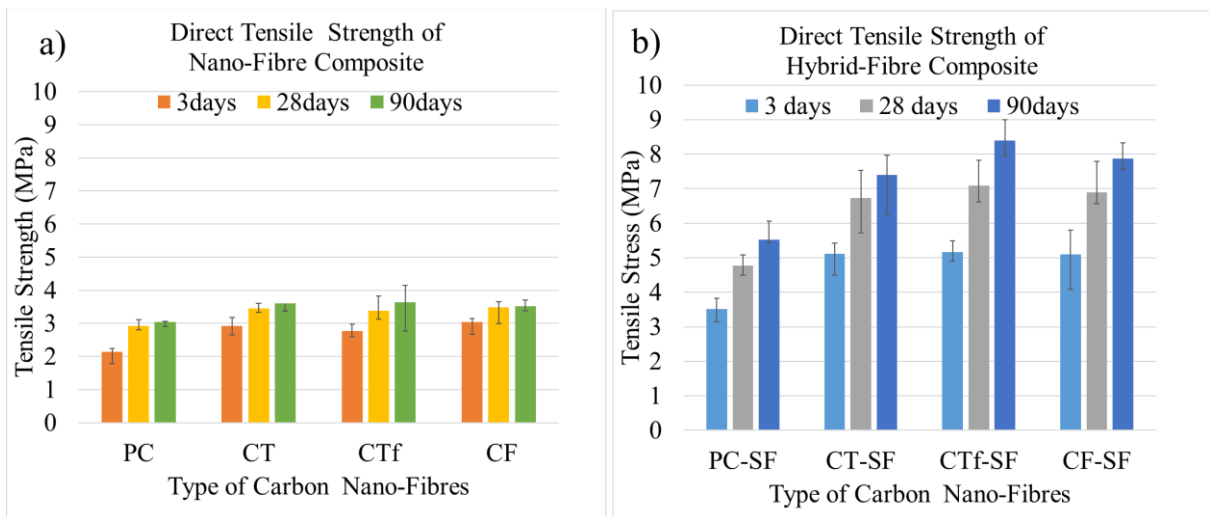 a)
Direct Tensile Strength of
Nano-Fibre Composite
3days 28days 90days
Tensile Strength (MPa)
10
9
8
7
6
5
4
3
2
1
0
PC CT CTf CF
Type of Carbon Nano-Fibres
b)
Direct Tensile Strength of
Hybrid-Fibre Composite
3 days 28 days 90days
Tensile Stress (MPa)
10
9
8
7
6
5
4
3
2
1
0
PC-SF CT-SF CTf-SF CF-SF
Type of Carbon Nano-Fibres